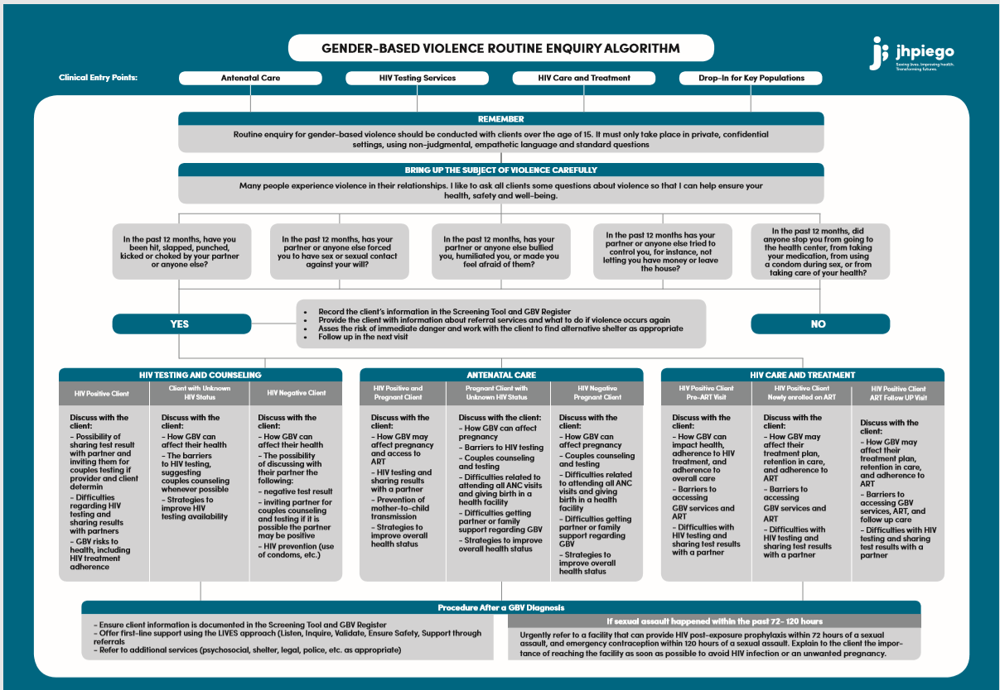 GENDER-BASED VIOLENCE ROUTINE ENQUIRY ALGORITHM
jhpiego
Saving lives. Improving health.
Transforming futures.
Clinical Entry Points:
Antenatal Care
HIV Testing Services
HIV Care and Treatment
Drop-In for Key Populations
REMEMBER
Routine enquiry for gender-based violence should be conducted with clients over the age of 15. It must only take place in private, confidential
settings, using non-judgmental, empathetic language and standard questions
BRING UP THE SUBJECT OF VIOLENCE CAREFULLY
Many people experience violence in their relationships. I like to ask all clients some questions about violence so that I can help ensure your
health, safety and well-being.
In the past 12 months, have you
been hit, slapped, punched,
kicked or choked by your partner
or anyone else?
In the past 12 months, has your
partner or anyone else forced
you to have sex or sexual contact
against your will?
In the past 12 months, has your
partner or anyone else bullied
you, humiliated you, or made you
feel afraid of them?
In the past 12 months has your
partner or anyone else tried to
control you, for instance, not
letting you have money or leave
the house?
In the past 12 months, did
anyone stop you from going to
the health center, from taking
your medication, from using
a condom during sex, or from
taking care of your health?
YES
• Record the client's information in the Screening Tool and GBV Register
• Provide the client with information about referral services and what to do if violence occurs again
• Asses the risk of immediate danger and work with the client to find alternative shelter as appropriate
• Follow up in the next visit
NO
HIV TESTING AND COUNSELING
HIV Positive Client
Discuss with the
client:
- Possibility of
sharing test result
with partner and
inviting them for
couples testing if
provider and client
determin
- Difficulties
regarding HIV
testing and
sharing results
with partners
- GBV risks to
health, including
HIV treatment
adherence
Client with Unknown
HIV Status
Discuss with the
client:
- How GBV can
affect their health
- The barriers
to HIV testing,
suggesting
couples counseling
whenever possible
- Strategies to
improve HIV
testing availability
HIV Negative Client
Discuss with the
client:
- How GBV can
affect their health
- The possibility
of discussing with
their partner the
following:
- negative test result
- inviting partner for
couples counseling
and testing if it is
possible the partner
may be positive
- HIV prevention (use
of condoms, etc.)
ANTENATAL CARE
HIV Positive and
Pregnant Client
Discuss with the
client:
- How GBV may
affect pregnancy
and access to
ART
- HIV testing and
sharing results
with a partner
- Prevention of
mother-to-child
transmission
- Strategies to
improve overall
health status
Pregnant Client with
Unknown HIV Status
Discuss with the client:
- How GBV can affect
pregnancy
- Barriers to HIV testing
- Couples counseling
and testing
- Difficulties related to
attending all ANC visits
and giving birth in a
health facility
- Difficulties getting
partner or family
support regarding GBV
- Strategies to improve
overall health status
HIV Negative
Pregnant Client
Discuss with the
client:
- How GBV can
affect pregnancy
- Couples counseling
and testing
- Difficulties related
to attending all ANC
visits and giving
birth in a health
facility
- Difficulties getting
partner or family
support regarding
GBV
- Strategies to
improve overall
health status
HIV CARE AND TREATMENT
HIV Positive Client
Pre-ART Visit
Discuss with the
client:
- How GBV can
impact health,
adherence to HIV
treatment, and
adherence to
overall care
- Barriers to
accessing
GBV services and
ART
- Difficulties with
HIV testing and
sharing test results
with a partner
HIV Positive Client
Newly enrolled on ART
Discuss with the
client:
- How GBV may
affect their
treatment plan,
retention in care,
and adherence to
ART
- Barriers to
accessing
GBV services and
ART
- Difficulties with
HIV testing and
sharing test results
with a partner
HIV Positive Client
ART Follow UP Visit
Discuss with the
client:
- How GBV may
affect their
treatment plan,
retention in care,
and adherence to
ART
- Barriers to
accessing GBV
services, ART, and
follow up care
- Difficulties with HIV
testing and sharing
test results with a
partner
Procedure After a GBV Diagnosis
- Ensure client information is documented in the Screening Tool and GBV Register
- Offer first-line support using the LIVES approach (Listen, Inquire, Validate, Ensure Safety, Support through
referrals
- Refer to additional services (psychosocial, shelter, legal, police, etc. as appropriate)
If sexual assault happened within the past 72- 120 hours
Urgently refer to a facility that can provide HIV post-exposure prophylaxis within 72 hours of a sexual
assault, and emergency contraception within 120 hours of a sexual assault. Explain to the client the impor-
tance of reaching the facility as soon as possible to avoid HIV infection or an unwanted pregnancy.